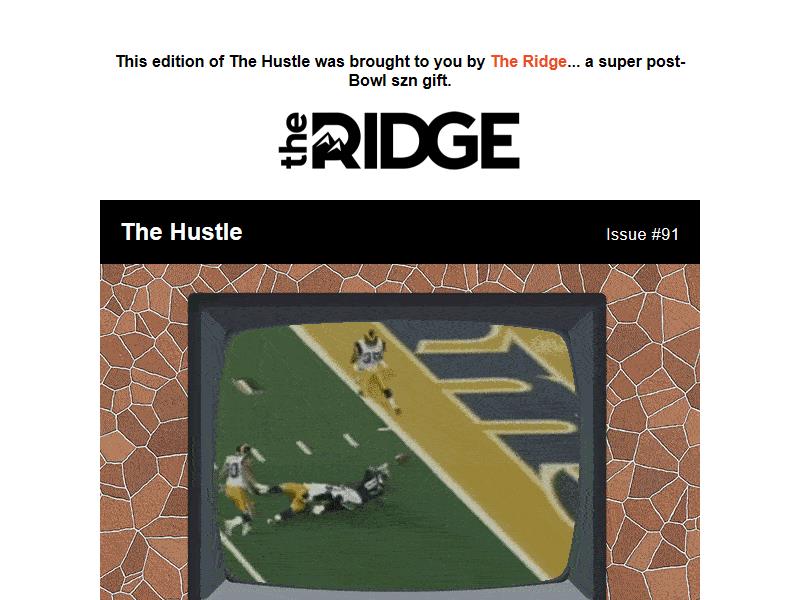 This edition of The Hustle was brought to you by The Ridge... a super post-
Bowl szn gift.
the RIDGE
The Hustle
Issue #91